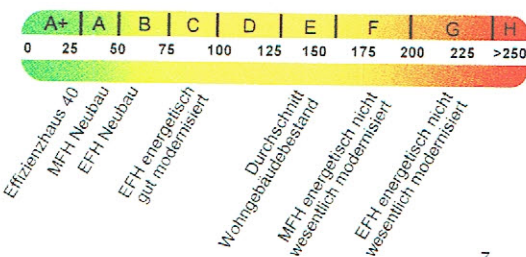 A+ A B C D E F G H
0 25 50 75 100 125 150 175 200 225 >250
Effizienzhaus 40
MFH Neubau
EFH Neubau
EFH energetisch
gut modernisiert
Durchschnitt
Wohngebäudebestand
MFH energetisch nicht
wesentlich modernisiert
EFH energetisch nicht
wesentlich modernisiert